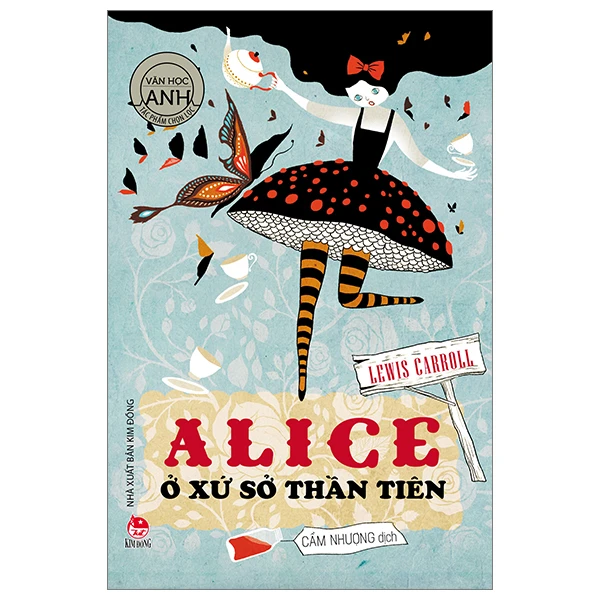 VĂN HỌC
ANH
TÁC PHẨM CHỌN LỌC
LEWIS CARROLL
ALICE
Ở XỨ SỞ THẦN TIÊN
CẨM NHƯỢNG dịch
NHÀ XUẤT BẢN KIM ĐỒNG
KIM ĐỒNG